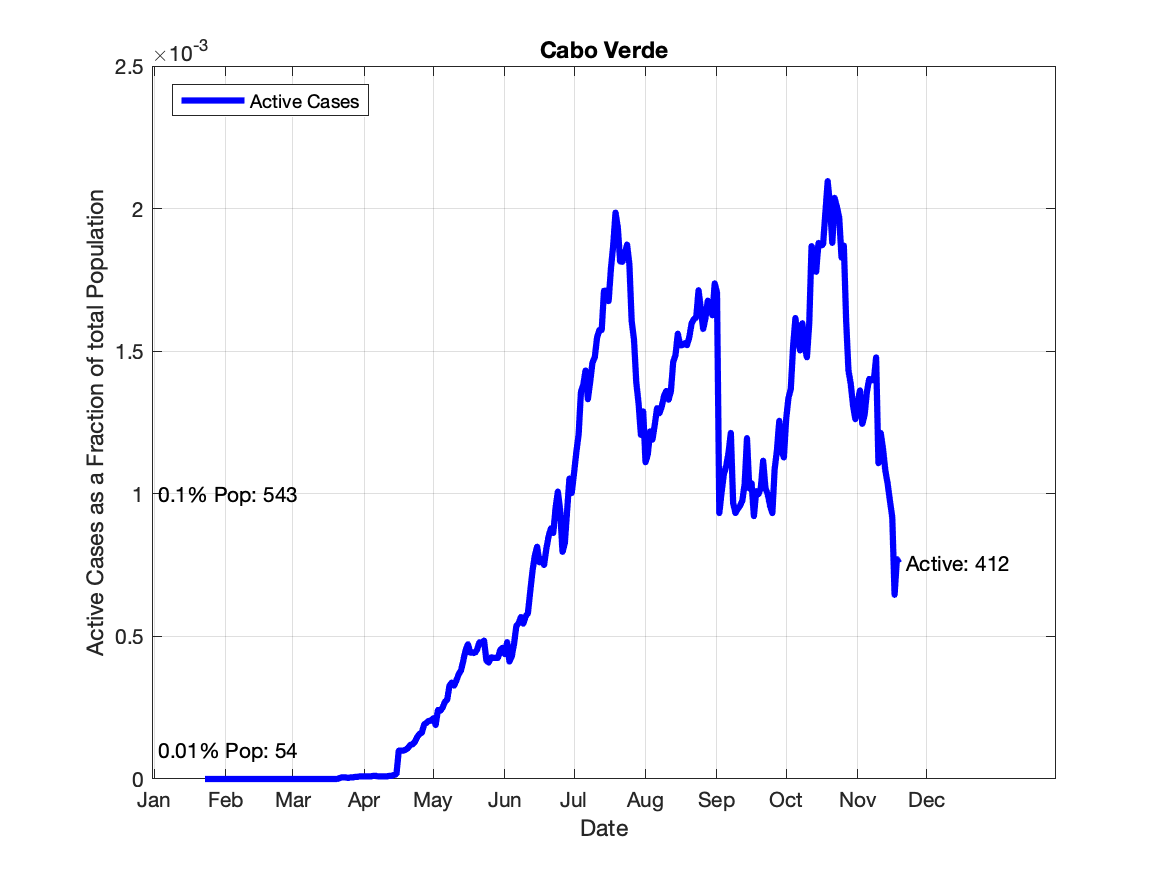 Cabo Verde
×10-3
Active Cases
2.5
2
1.5
1
0.5
0
Active Cases as a Fraction of total Population
0.1% Pop: 543
0.01% Pop: 54
Active: 412
Jan Feb Mar Apr May Jun Jul Aug Sep Oct Nov Dec
Date